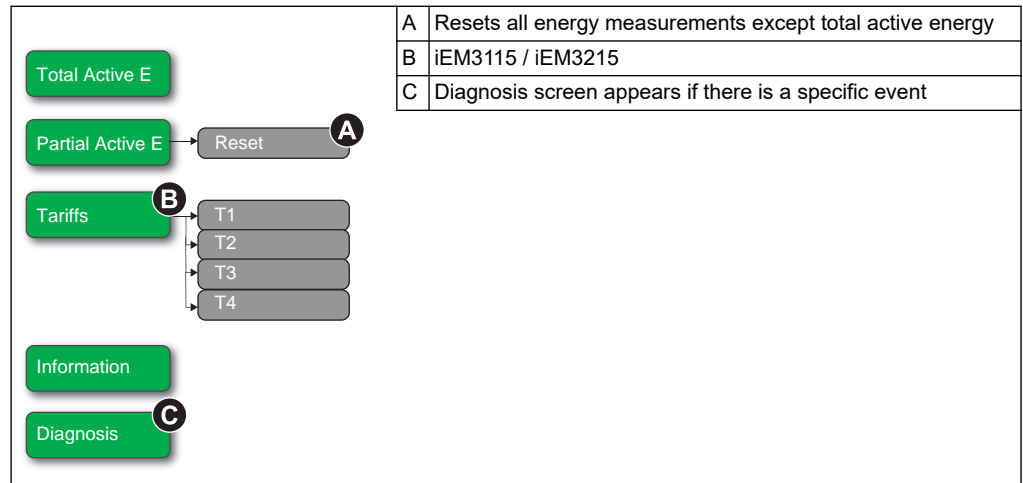 A Resets all energy measurements except total active energy
B iEM3115 / iEM3215
C Diagnosis screen appears if there is a specific event
Total Active E
Partial Active E
Reset
A
Tariffs
B
T1
T2
T3
T4
Information
Diagnosis
C